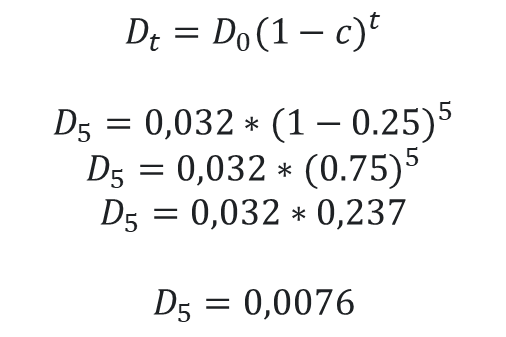 D_t = D_0(1 − c)^t
D_5 = 0,032 * (1 − 0.25)^5
D_5 = 0,032 * (0.75)^5
D_5 = 0,032 * 0,237
D_5 = 0,0076